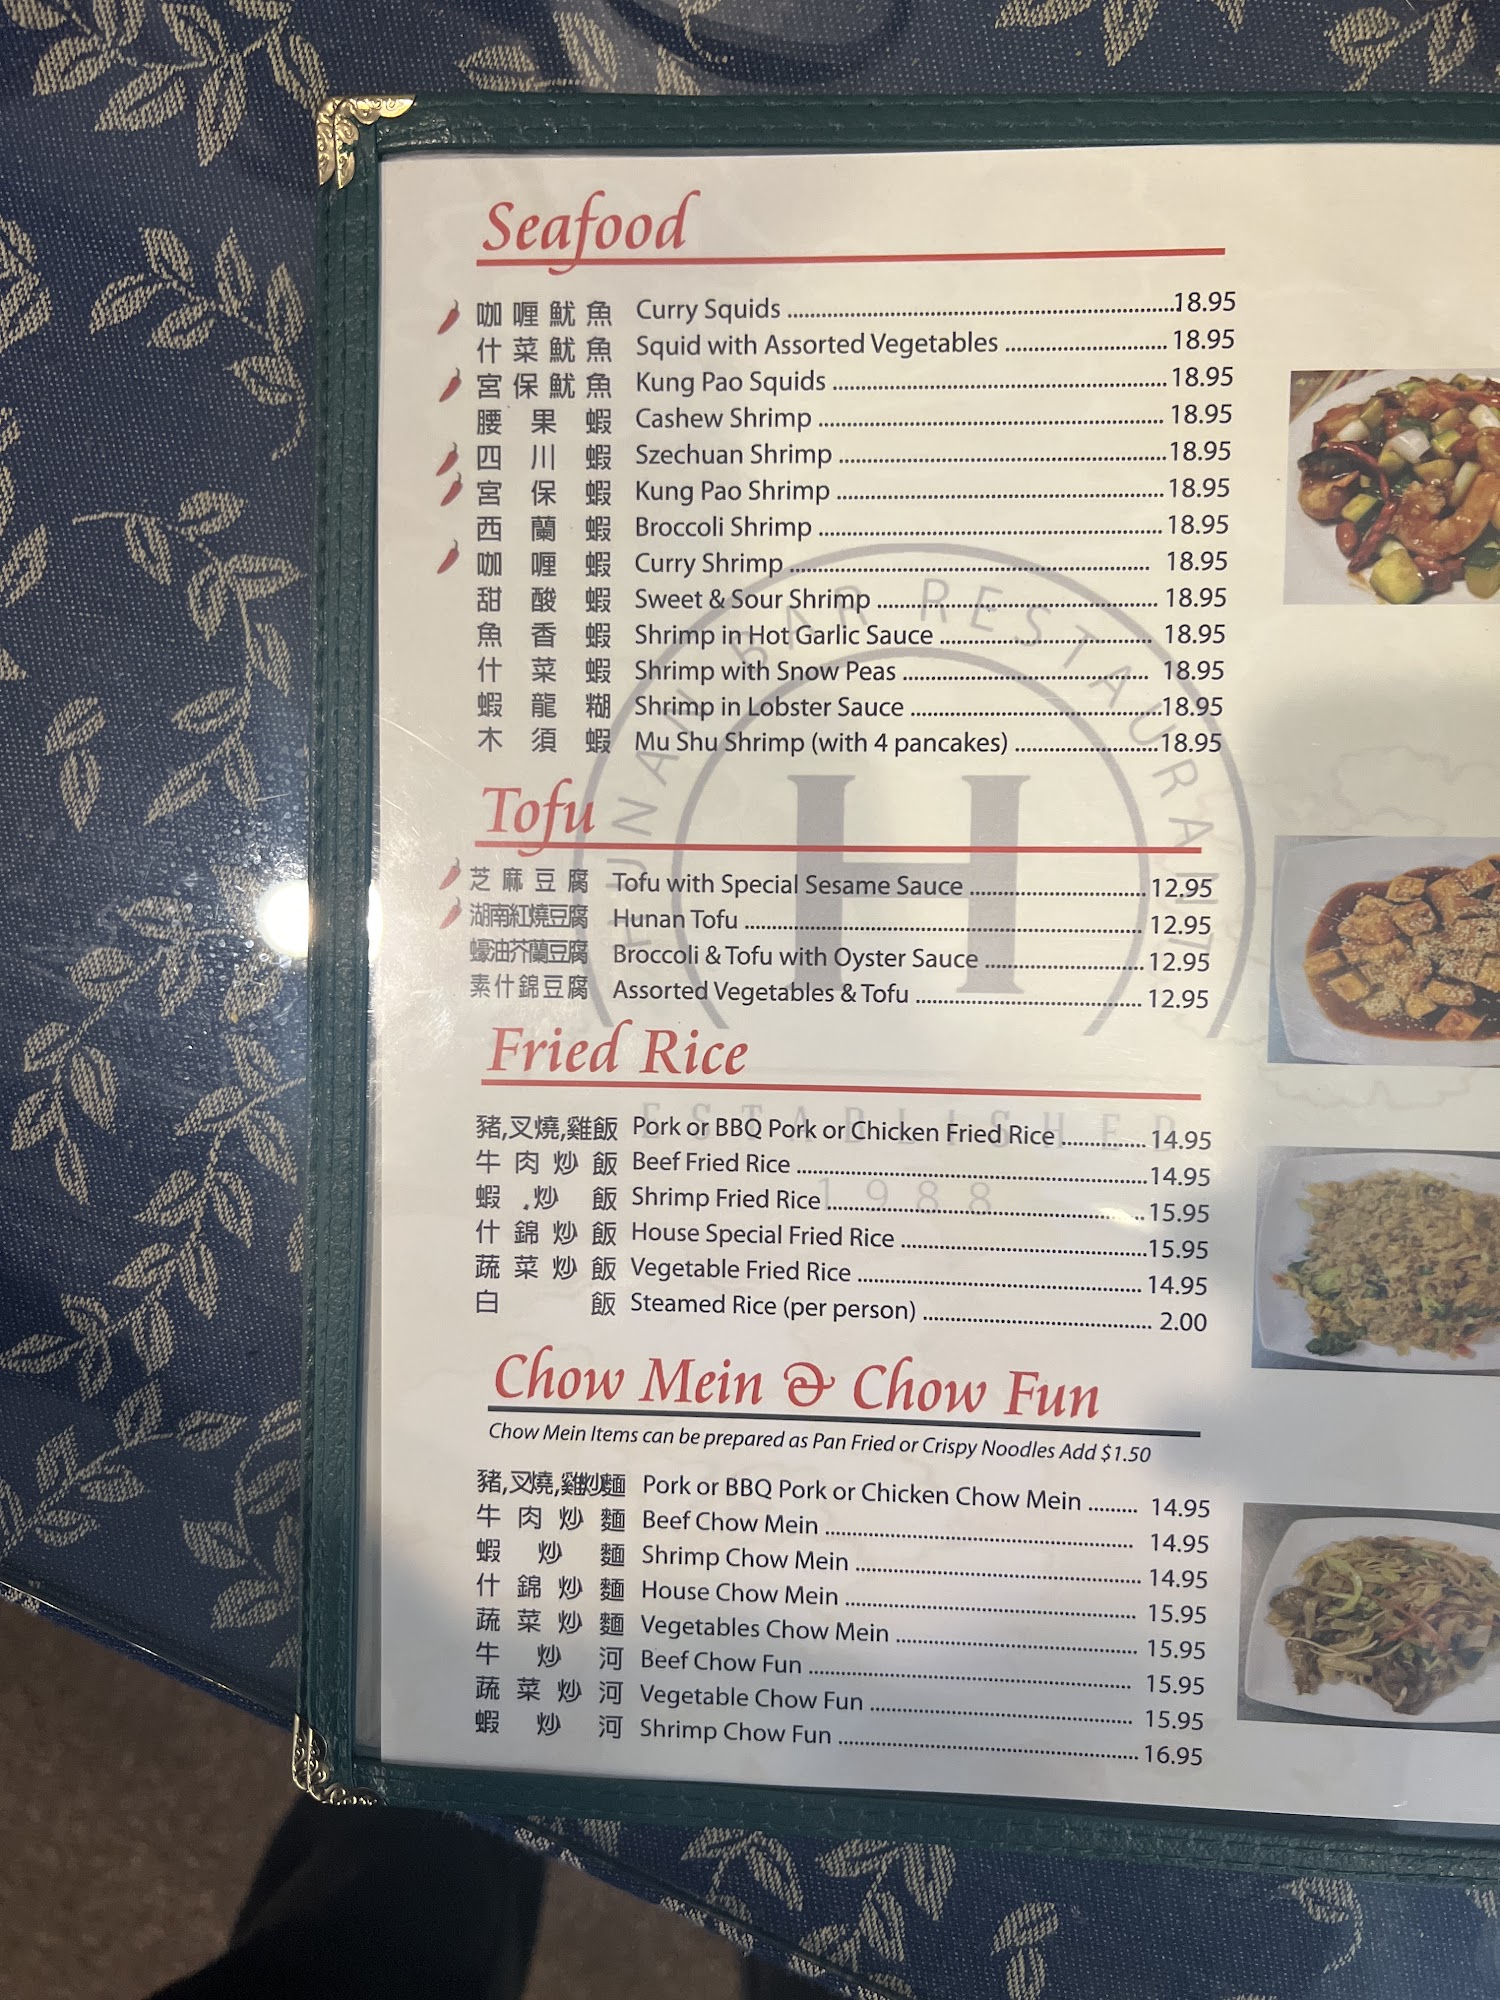 Seafood
咖喱魷魚 Curry Squids 18.95
什菜魷魚 Squid with Assorted Vegetables 18.95
宮保魷魚 Kung Pao Squids 18.95
腰果蝦 Cashew Shrimp 18.95
四川蝦 Szechuan Shrimp 18.95
宮保蝦 Kung Pao Shrimp 18.95
西蘭蝦 Broccoli Shrimp 18.95
咖喱蝦 Curry Shrimp 18.95
甜酸蝦 Sweet & Sour Shrimp 18.95
魚香蝦 Shrimp in Hot Garlic Sauce 18.95
什菜蝦 Shrimp with Snow Peas 18.95
蝦龍糊 Shrimp in Lobster Sauce 18.95
木須蝦 Mu Shu Shrimp (with 4 pancakes) 18.95
HUNAN BAR RESTAURANT
H
Tofu
芝麻豆腐 Tofu with Special Sesame Sauce 12.95
湖南紅燒豆腐 Hunan Tofu 12.95
蠔油芥蘭豆腐 Broccoli & Tofu with Oyster Sauce 12.95
素什錦豆腐 Assorted Vegetables & Tofu 12.95
Fried Rice
ESTABLISHED
1988
豬,叉燒,雞飯 Pork or BBQ Pork or Chicken Fried Rice 14.95
牛肉炒飯 Beef Fried Rice 14.95
蝦炒飯 Shrimp Fried Rice 15.95
什錦炒飯 House Special Fried Rice 15.95
蔬菜炒飯 Vegetable Fried Rice 14.95
白飯 Steamed Rice (per person) 2.00
Chow Mein & Chow Fun
Chow Mein Items can be prepared as Pan Fried or Crispy Noodles Add $1.50
豬,叉燒,雞炒麵 Pork or BBQ Pork or Chicken Chow Mein 14.95
牛肉炒麵 Beef Chow Mein 14.95
蝦炒麵 Shrimp Chow Mein 14.95
什錦炒麵 House Chow Mein 15.95
蔬菜炒麵 Vegetables Chow Mein 15.95
牛炒河 Beef Chow Fun 15.95
蔬菜炒河 Vegetable Chow Fun 15.95
蝦炒河 Shrimp Chow Fun 16.95